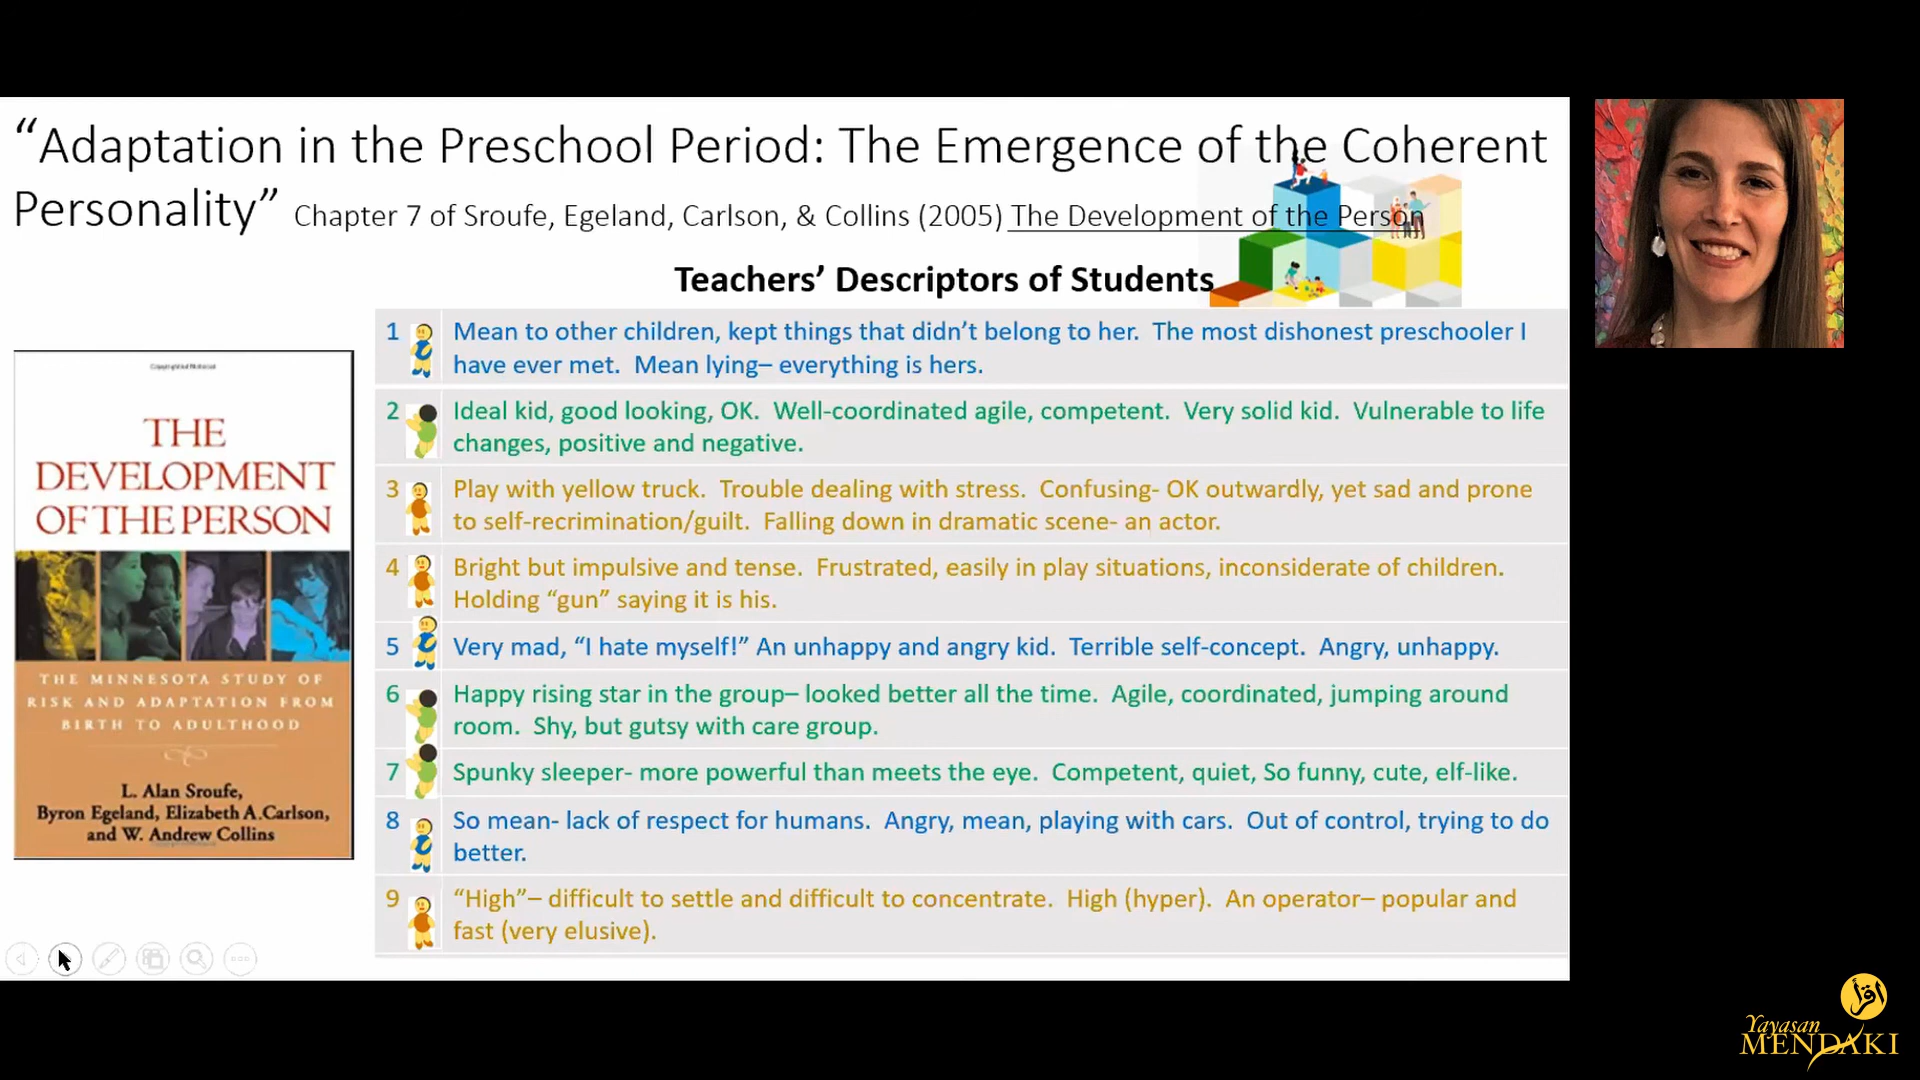 “Adaptation in the Preschool Period: The Emergence of the Coherent
Personality” Chapter 7 of Sroufe, Egeland, Carlson, & Collins (2005) The Development of the Person
Teachers’ Descriptors of Students
1 Mean to other children, kept things that didn’t belong to her. The most dishonest preschooler I
have ever met. Mean lying– everything is hers.
2 Ideal kid, good looking, OK. Well-coordinated agile, competent. Very solid kid. Vulnerable to life
changes, positive and negative.
3 Play with yellow truck. Trouble dealing with stress. Confusing- OK outwardly, yet sad and prone
to self-recrimination/guilt. Falling down in dramatic scene- an actor.
4 Bright but impulsive and tense. Frustrated, easily in play situations, inconsiderate of children.
Holding “gun” saying it is his.
5 Very mad, “I hate myself!” An unhappy and angry kid. Terrible self-concept. Angry, unhappy.
6 Happy rising star in the group– looked better all the time. Agile, coordinated, jumping around
room. Shy, but gutsy with care group.
7 Spunky sleeper- more powerful than meets the eye. Competent, quiet, So funny, cute, elf-like.
8 So mean- lack of respect for humans. Angry, mean, playing with cars. Out of control, trying to do
better.
9 “High”– difficult to settle and difficult to concentrate. High (hyper). An operator– popular and
fast (very elusive).
THE
DEVELOPMENT
OF THE PERSON
THE MINNESOTA STUDY OF
RISK AND ADAPTATION FROM
BIRTH TO ADULTHOOD
L. Alan Sroufe,
Byron Egeland, Elizabeth A. Carlson,
and W. Andrew Collins
اقرأ
Yayasan
MENDAKI